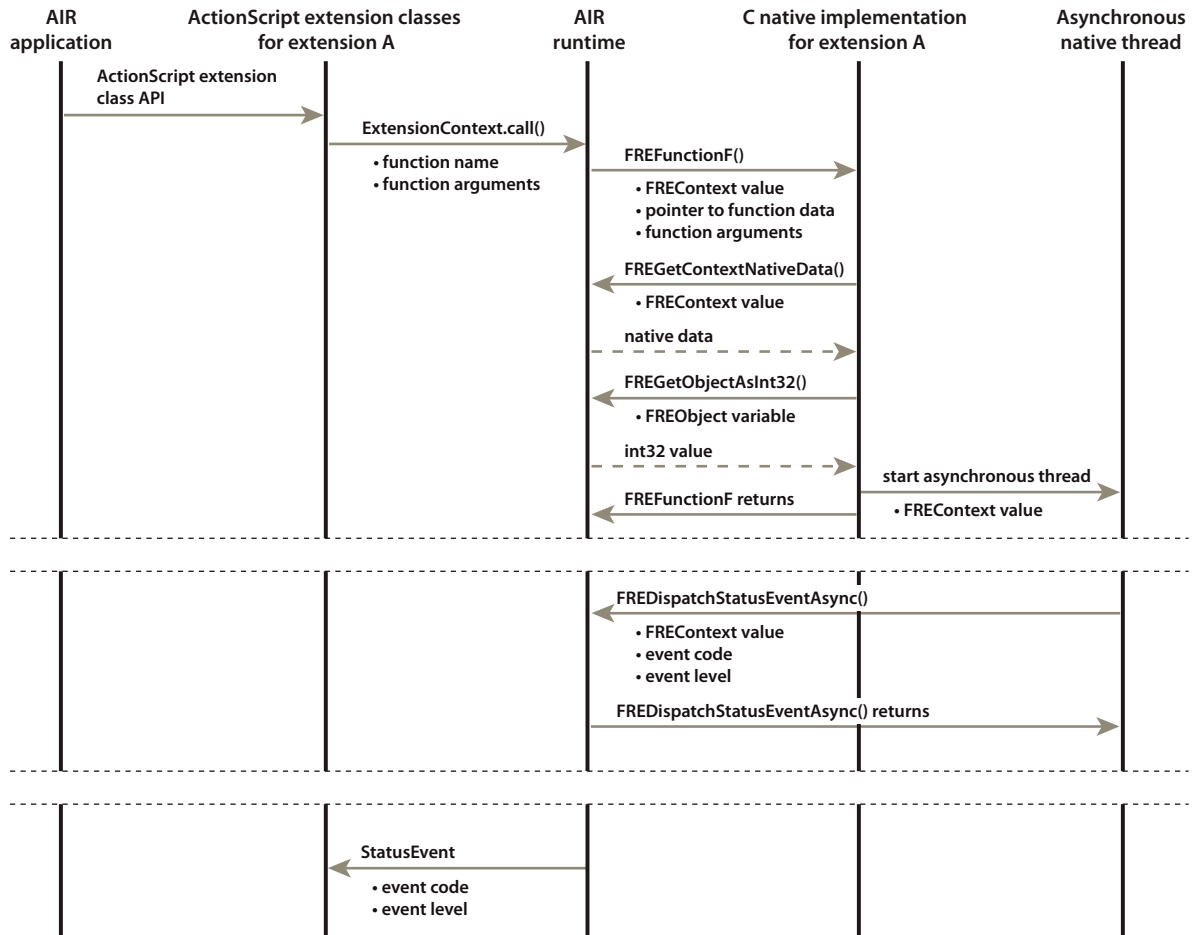 AIR
application
ActionScript extension classes
for extension A
AIR
runtime
C native implementation
for extension A
Asynchronous
native thread
ActionScript extension
class API
ExtensionContext.call()
• function name
• function arguments
FREFunctionF()
• FREContext value
• pointer to function data
• function arguments
FREGetContextNativeData()
• FREContext value
native data
FREGetObjectAsInt32()
• FREObject variable
int32 value
start asynchronous thread
• FREContext value
FREFunctionF returns
FREDispatchStatusEventAsync()
• FREContext value
• event code
• event level
FREDispatchStatusEventAsync() returns
StatusEvent
• event code
• event level